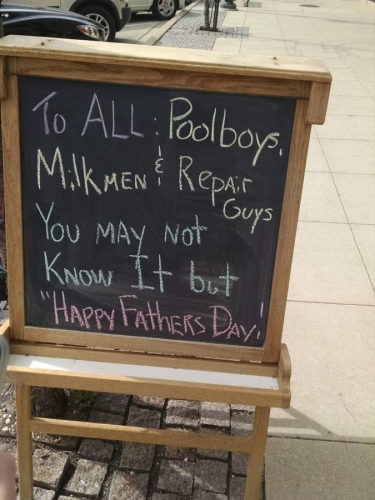 To ALL: Poolboys,
Milkmen & Repair
Guys
You may not
Know It but
"Happy Fathers Day!